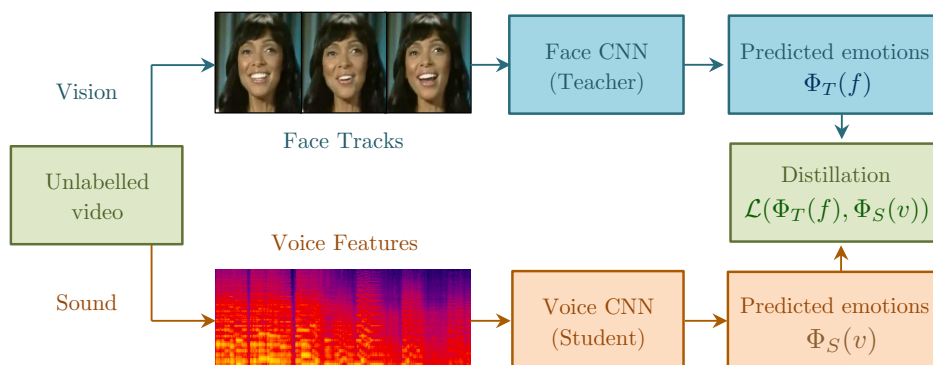 Vision
Face Tracks
Face CNN
(Teacher)
Predicted emotions
Φ_T(f)
Unlabelled
video
Distillation
ℒ(Φ_T(f), Φ_S(v))
Sound
Voice Features
Voice CNN
(Student)
Predicted emotions
Φ_S(v)